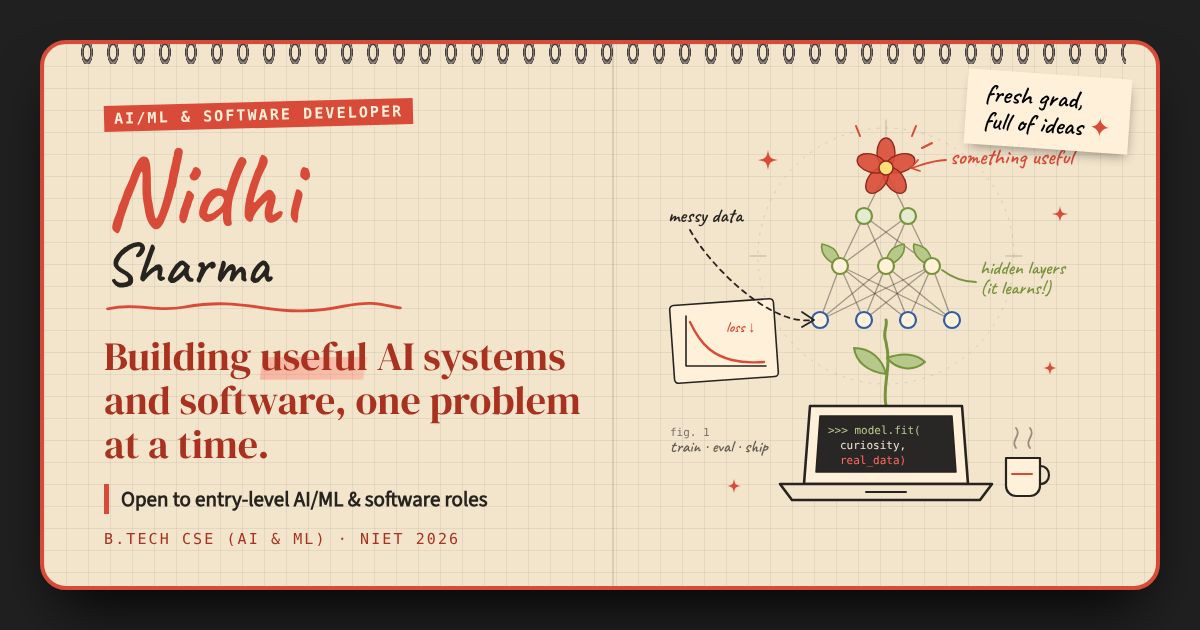 AI/ML & SOFTWARE DEVELOPER
Nidhi
Sharma
Building useful AI systems
and software, one problem
at a time.
Open to entry-level AI/ML & software roles
B.TECH CSE (AI & ML) · NIET 2026
fresh grad,
full of ideas
something useful
messy data
hidden layers
(it learns!)
loss ↓
fig. 1
train · eval · ship
>>> model.fit(
curiosity,
real_data)